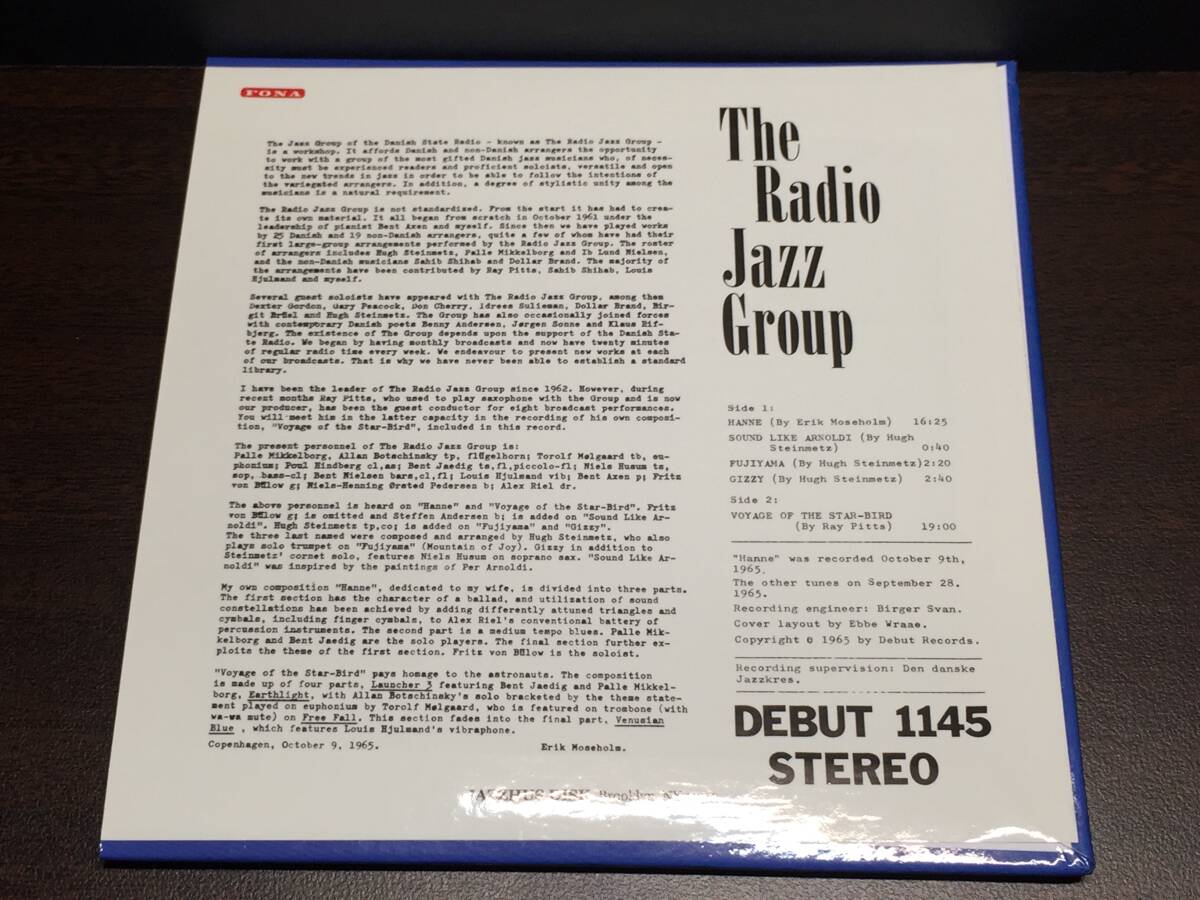 FONA
The Jazz Group of the Danish State Radio - known as The Radio Jazz Group -
is a workshop. It affords Danish and non-Danish arrangers the opportunity
to work with a group of the most gifted Danish jazz musicians who, of neces-
sity must be experienced readers and proficient soloists, versatile and open
to the new trends in jazz in order to be able to follow the intentions of
the variegated arrangers. In addition, a degree of stylistic unity among the
musicians is a natural requirement.
The Radio Jazz Group is not standardized. From the start it has had to crea-
te its own material. It all began from scratch in October 1961 under the
leadership of pianist Bent Axen and myself. Since then we have played works
by 25 Danish and 19 non-Danish arrangers, quite a few of whom have had their
first large-group arrangements performed by the Radio Jazz Group. The roster
of arrangers includes Hugh Steinmetz, Palle Mikkelborg and Ib Lund Nielsen,
and the non-Danish musicians Sahib Shihab and Dollar Brand. The majority of
the arrangements have been contributed by Ray Pitts, Sahib Shihab, Louis
Hjulmand and myself.
Several guest soloists have appeared with The Radio Jazz Group, among them
Dexter Gordon, Gary Peacock, Don Cherry, Idrees Sulieman, Dollar Brand, Bir-
git Brüel and Hugh Steinmetz. The Group has also occasionally joined forces
with contemporary Danish poets Benny Andersen, Jørgen Sonne and Klaus Rif-
bjerg. The existence of The Group depends upon the support of the Danish Sta-
te Radio. We began by having monthly broadcasts and now have twenty minutes
of regular radio time every week. We endeavour to present new works at each
of our broadcasts. That is why we have never been able to establish a standard
library.
I have been the leader of The Radio Jazz Group since 1962. However, during
recent months Ray Pitts, who used to play saxophone with the Group and is now
our producer, has been the guest conductor for eight broadcast performances.
You will meet him in the latter capacity in the recording of his own composi-
tion, "Voyage of the Star-Bird", included in this record.
The present personnel of The Radio Jazz Group is:
Palle Mikkelborg, Allan Botschinsky tp, flügelhorn; Torolf Mølgaard tb, eu-
phonium; Poul Hindberg cl,as; Bent Jaedig ts,fl,piccolo-fl; Niels Husum ts,
sop, bass-cl; Bent Nielsen bars,cl,fl; Louis Hjulmand vib; Bent Axen p; Fritz
von Bülow g; Niels-Henning Ørsted Pedersen b; Alex Riel dr.
The above personnel is heard on "Hanne" and "Voyage of the Star-Bird". Fritz
von Bülow g; is omitted and Steffen Andersen b; is added on "Sound Like Ar-
noldi". Hugh Steinmetz tp,co; is added on "Fujiyama" and "Gizzy".
The three last named were composed and arranged by Hugh Steinmetz, who also
plays solo trumpet on "Fujiyama" (Mountain of Joy). Gizzy in addition to
Steinmetz' cornet solo, features Niels Husum on soprano sax. "Sound Like Ar-
noldi" was inspired by the paintings of Per Arnoldi.
My own composition "Hanne", dedicated to my wife, is divided into three parts.
The first section has the character of a ballad, and utilization of sound
constellations has been achieved by adding differently attuned triangles and
cymbals, including finger cymbals, to Alex Riel's conventional battery of
percussion instruments. The second part is a medium tempo blues. Palle Mik-
kelborg and Bent Jaedig are the solo players. The final section further ex-
ploits the theme of the first section. Fritz von Bülow is the soloist.
"Voyage of the Star-Bird" pays homage to the astronauts. The composition
is made up of four parts, Launcher 3 featuring Bent Jaedig and Palle Mikkel-
borg, Earthlight, with Allan Botschinsky's solo bracketed by the theme state-
ment played on euphonium by Torolf Mølgaard, who is featured on trombone (with
wa-wa mute) on Free Fall. This section fades into the final part, Venusian
Blue , which features Louis Hjulmand's vibraphone.
Copenhagen, October 9, 1965. Erik Moseholm.
The
Radio
Jazz
Group
Side 1:
HANNE (By Erik Moseholm) 16:25
SOUND LIKE ARNOLDI (By Hugh
Steinmetz) 0:40
FUJIYAMA (By Hugh Steinmetz) 2:20
GIZZY (By Hugh Steinmetz) 2:40
Side 2:
VOYAGE OF THE STAR-BIRD
(By Ray Pitts) 19:00
"Hanne" was recorded October 9th,
1965.
The other tunes on September 28.
1965.
Recording engineer: Birger Svan.
Cover layout by Ebbe Wraae.
Copyright © 1965 by Debut Records.
Recording supervision: Den danske
Jazzkres.
DEBUT 1145
STEREO
JAZZHUS DISK Brooklyn NY